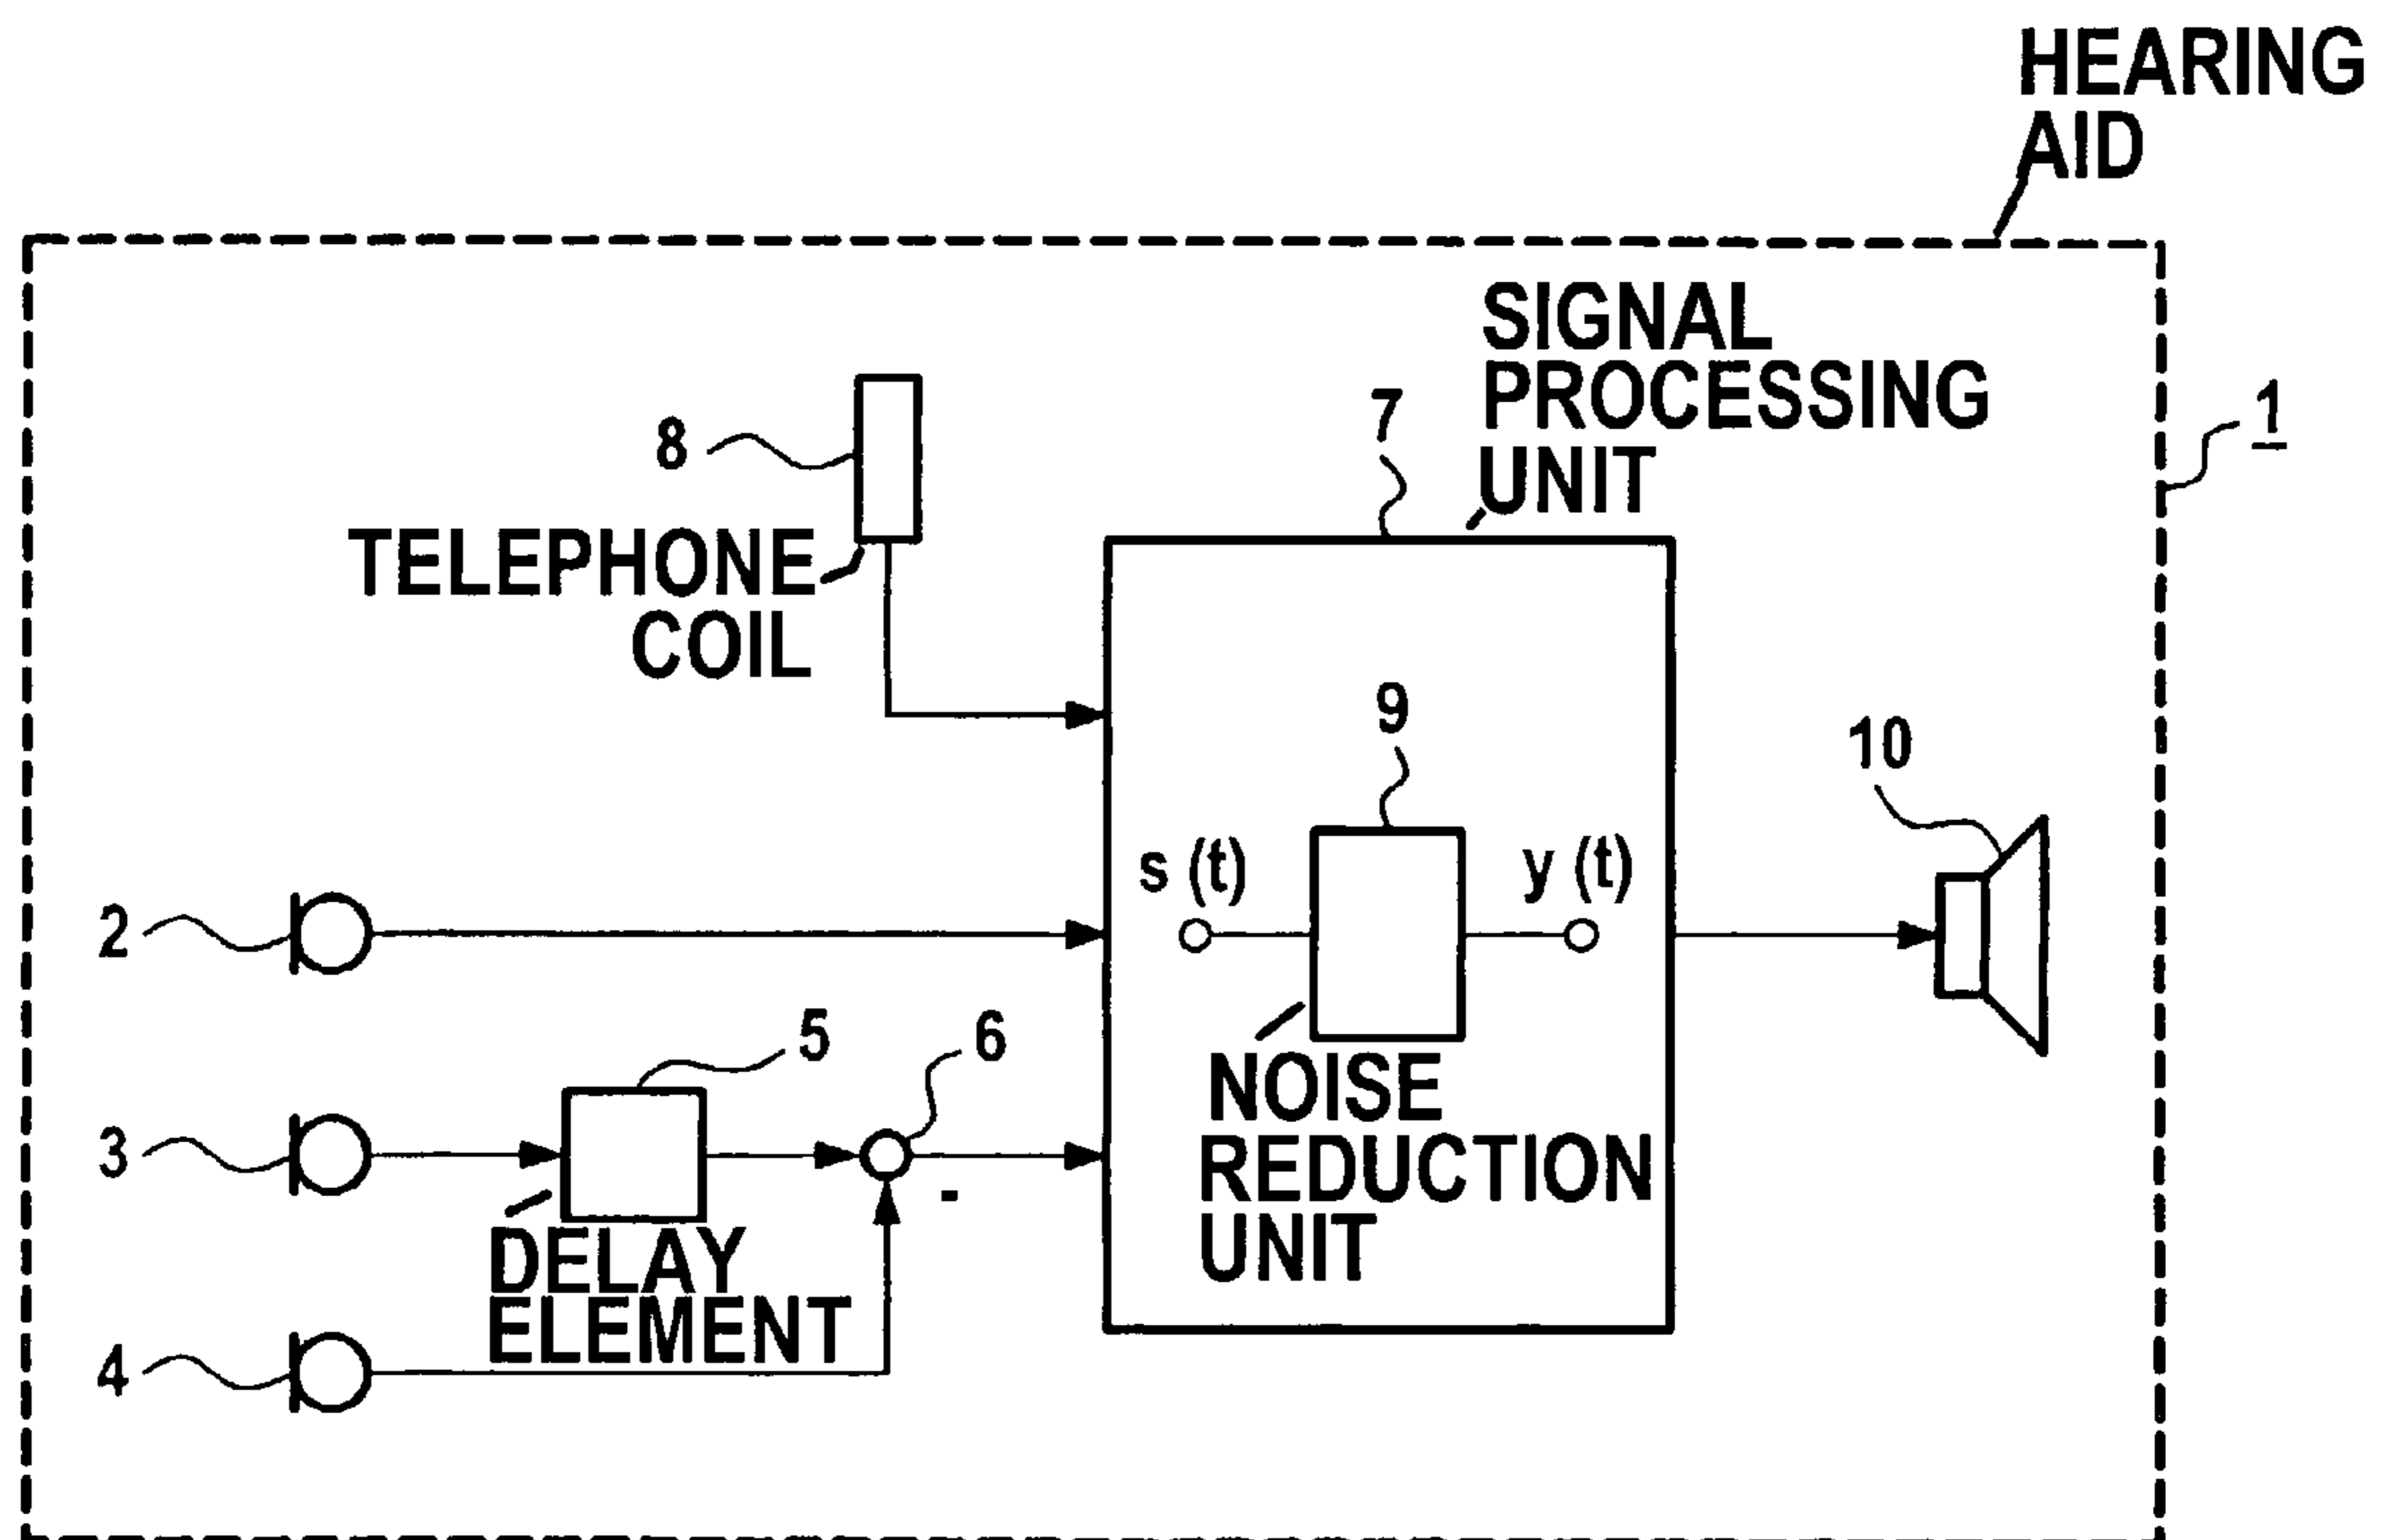 HEARING
AID
SIGNAL
PROCESSING
UNIT
7
1
8
TELEPHONE
COIL
9
10
s (t)
y (t)
2
5
6
NOISE
REDUCTION
UNIT
3
-
DELAY
ELEMENT
4